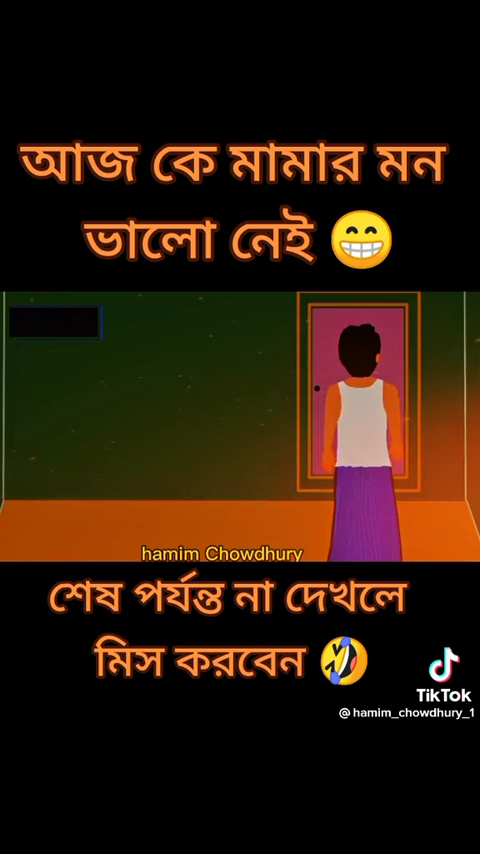 আজ কে মামার মন
ভালো নেই 😁
hamim Chowdhury
শেষ পর্যন্ত না দেখলে
মিস করবেন 🤣
TikTok
@hamim_chowdhury_1